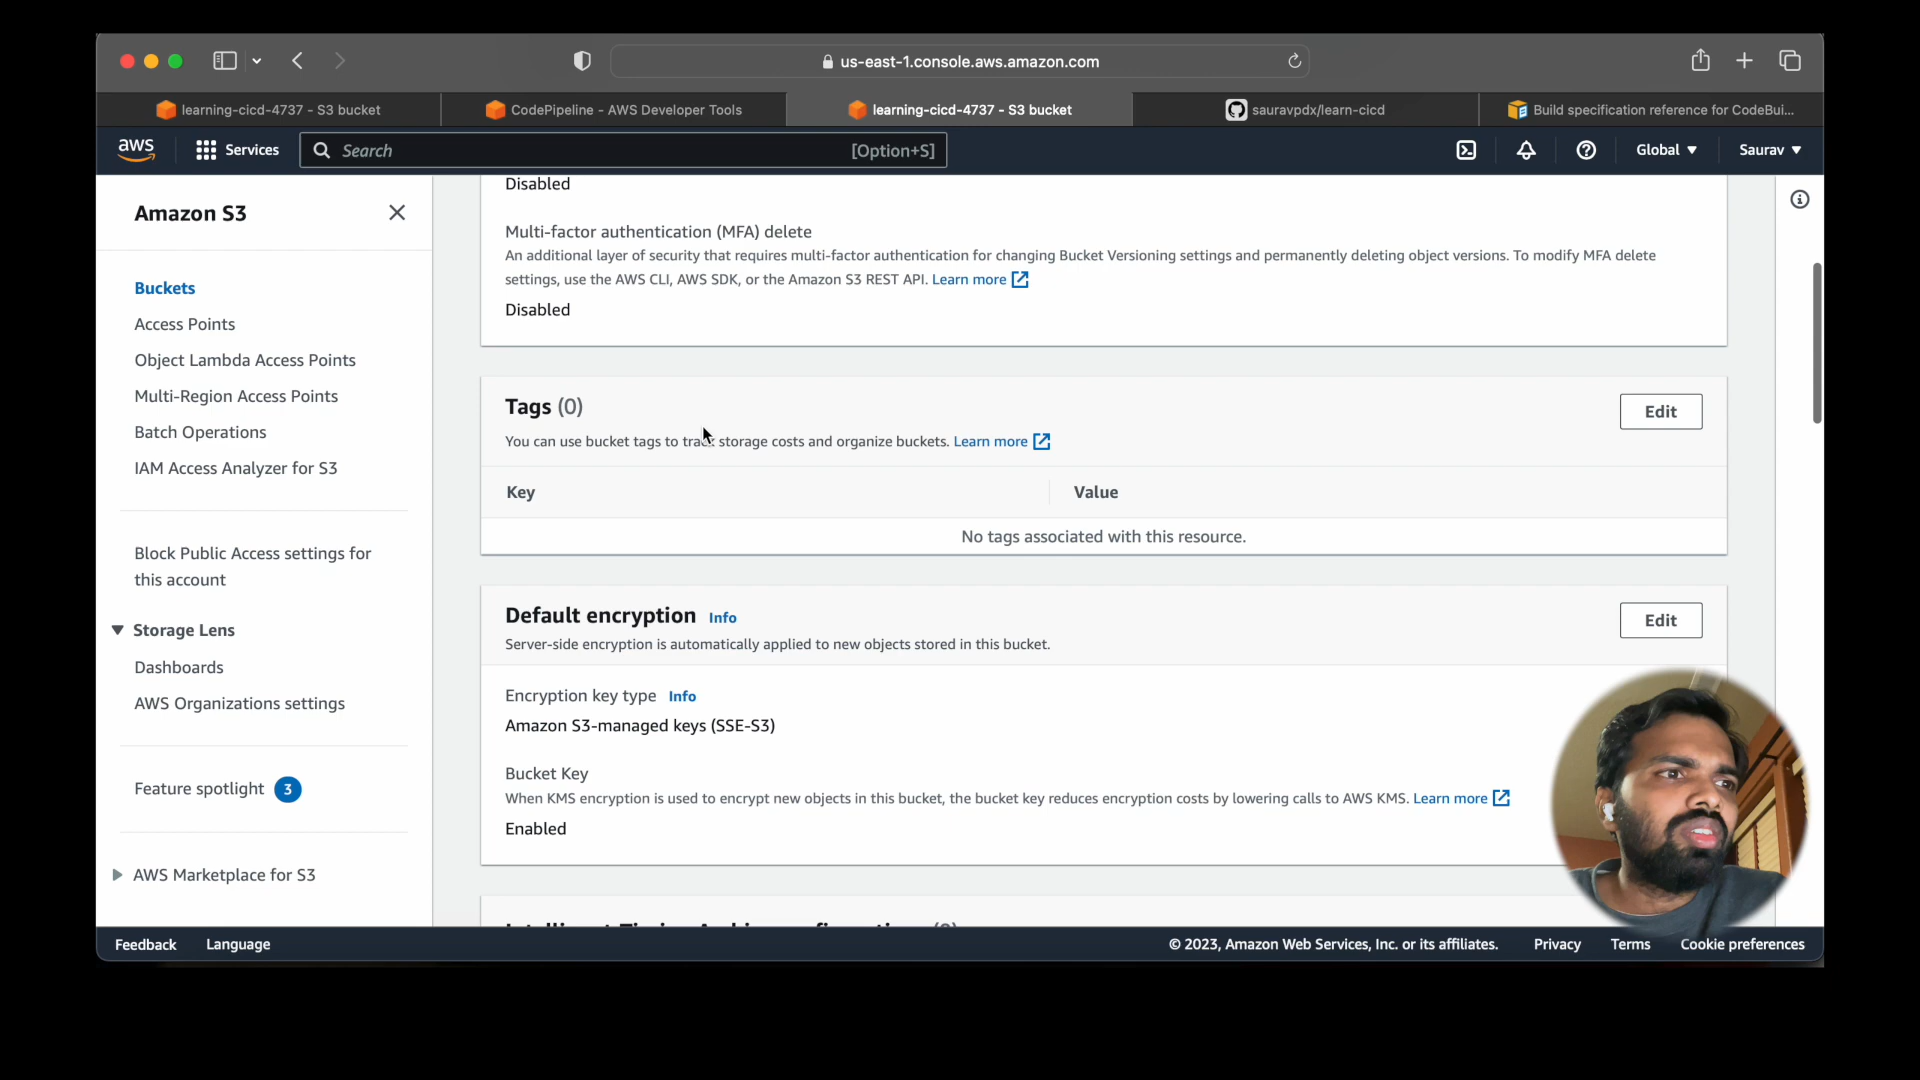 us-east-1.console.aws.amazon.com
learning-cicd-4737 - S3 bucket
CodePipeline - AWS Developer Tools
learning-cicd-4737 - S3 bucket
sauravpdx/learn-cicd
Build specification reference for CodeBui...
aws
Services
Search
[Option+S]
Global
Saurav
Amazon S3
Buckets
Access Points
Object Lambda Access Points
Multi-Region Access Points
Batch Operations
IAM Access Analyzer for S3
Block Public Access settings for
this account
Storage Lens
Dashboards
AWS Organizations settings
Feature spotlight 3
AWS Marketplace for S3
Disabled
Multi-factor authentication (MFA) delete
An additional layer of security that requires multi-factor authentication for changing Bucket Versioning settings and permanently deleting object versions. To modify MFA delete
settings, use the AWS CLI, AWS SDK, or the Amazon S3 REST API. Learn more
Disabled
Tags (0)
Edit
You can use bucket tags to track storage costs and organize buckets. Learn more
Key
Value
No tags associated with this resource.
Default encryption Info
Edit
Server-side encryption is automatically applied to new objects stored in this bucket.
Encryption key type Info
Amazon S3-managed keys (SSE-S3)
Bucket Key
When KMS encryption is used to encrypt new objects in this bucket, the bucket key reduces encryption costs by lowering calls to AWS KMS. Learn more
Enabled
Feedback
Language
© 2023, Amazon Web Services, Inc. or its affiliates.
Privacy
Terms
Cookie preferences